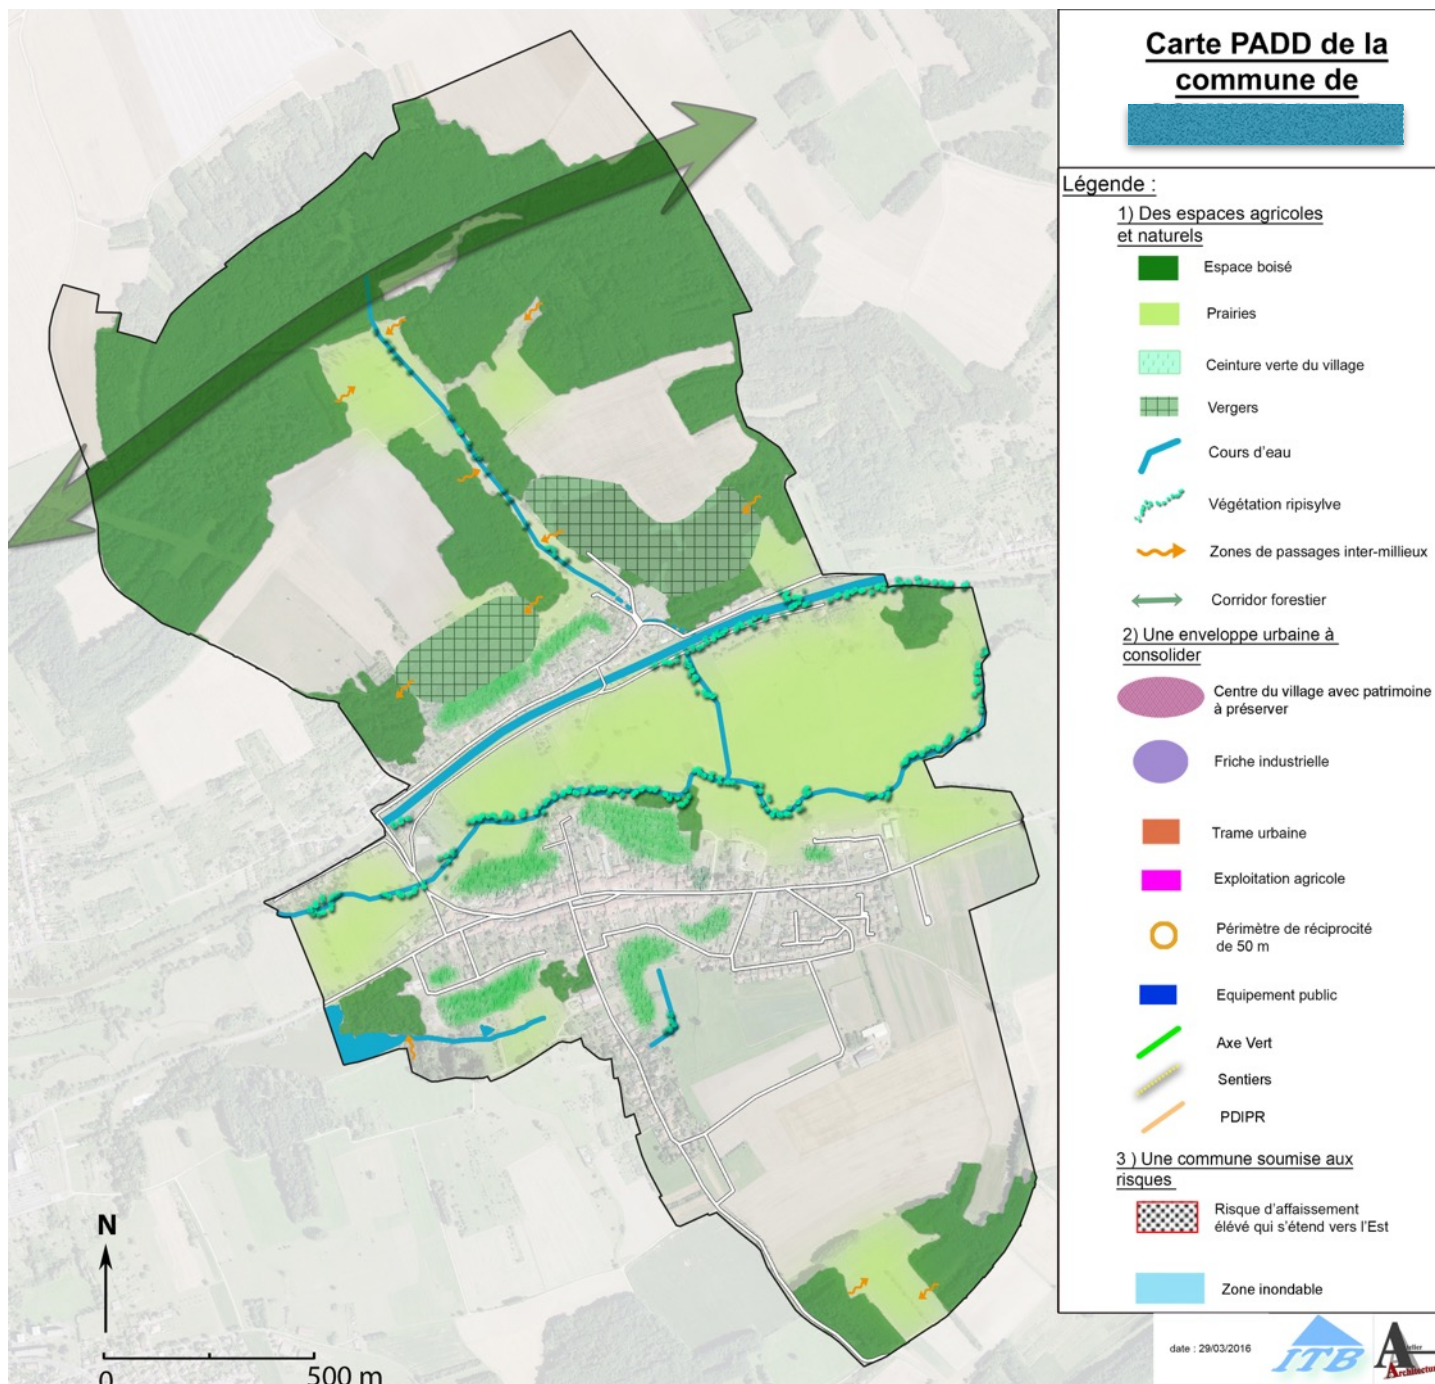 Carte PADD de la
commune de
Légende :
1) Des espaces agricoles
et naturels
Espace boisé
Prairies
Ceinture verte du village
Vergers
Cours d'eau
Végétation ripisylve
Zones de passages inter-millieux
Corridor forestier
2) Une enveloppe urbaine à
consolider
Centre du village avec patrimoine
à préserver
Friche industrielle
Trame urbaine
Exploitation agricole
Périmètre de réciprocité
de 50 m
Equipement public
Axe Vert
Sentiers
PDIPR
3 ) Une commune soumise aux
risques
Risque d'affaissement
élévé qui s'étend vers l'Est
Zone inondable
N
0 500 m
date : 29/03/2016
ITB
Atelier
Architecture